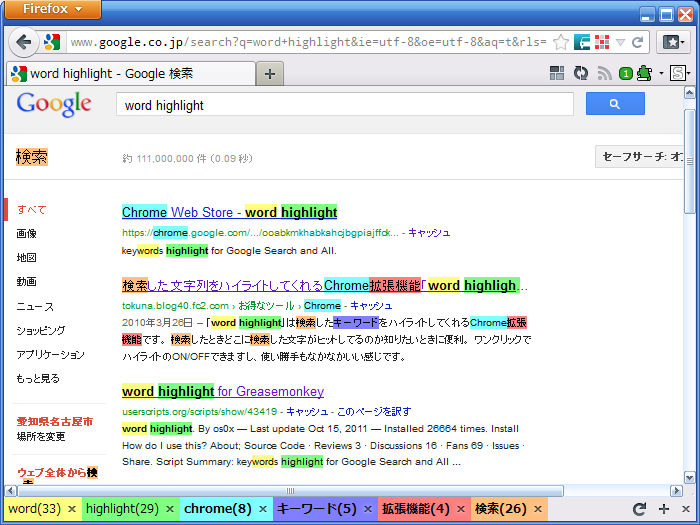 Firefox
www.google.co.jp/search?q=word+highlight&ie=utf-8&oe=utf-8&aq=t&rls=
word highlight - Google 検索
1
S
Google
word highlight
検索
約 111,000,000 件 (0.09 秒)
セーフサーチ: オフ
すべて
画像
地図
動画
ニュース
ショッピング
アプリケーション
もっと見る
愛知県名古屋市
場所を変更
ウェブ全体から検
索
Chrome Web Store - word highlight
https://chrome.google.com/.../ooabkmkhabkahcjbgpiajffck... - キャッシュ
keywords highlight for Google Search and All.
検索した文字列をハイライトしてくれるChrome拡張機能「word highligh...
tokuna.blog40.fc2.com › お得なツール › Chrome - キャッシュ
2010年3月26日 – 「word highlight」は検索したキーワードをハイライトしてくれるChrome拡張
機能です。 検索したときどこに検索した文字がヒットしてるのか知りたいときに便利。 ワンクリックで
ハイライトのON/OFFできますし、使い勝手もなかなかいい感じです。
word highlight for Greasemonkey
userscripts.org/scripts/show/43419 - キャッシュ - このページを訳す
word highlight. By os0x — Last update Oct 15, 2011 — Installed 26664 times. Install
How do I use this? About; Source Code · Reviews 3 · Discussions 16 · Fans 69 · Issues ·
Share. Script Summary: keywords highlight for Google Search and All ...
word(33) × highlight(29) × chrome(8) × キーワード(5) × 拡張機能(4) × 検索(26) ×